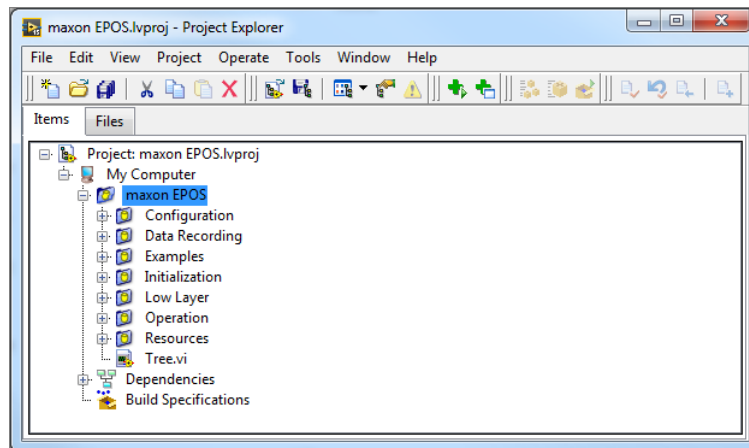 maxon EPOS.lvproj - Project Explorer
File Edit View Project Operate Tools Window Help
Items Files
Project: maxon EPOS.lvproj
My Computer
maxon EPOS
Configuration
Data Recording
Examples
Initialization
Low Layer
Operation
Resources
Tree.vi
Dependencies
Build Specifications